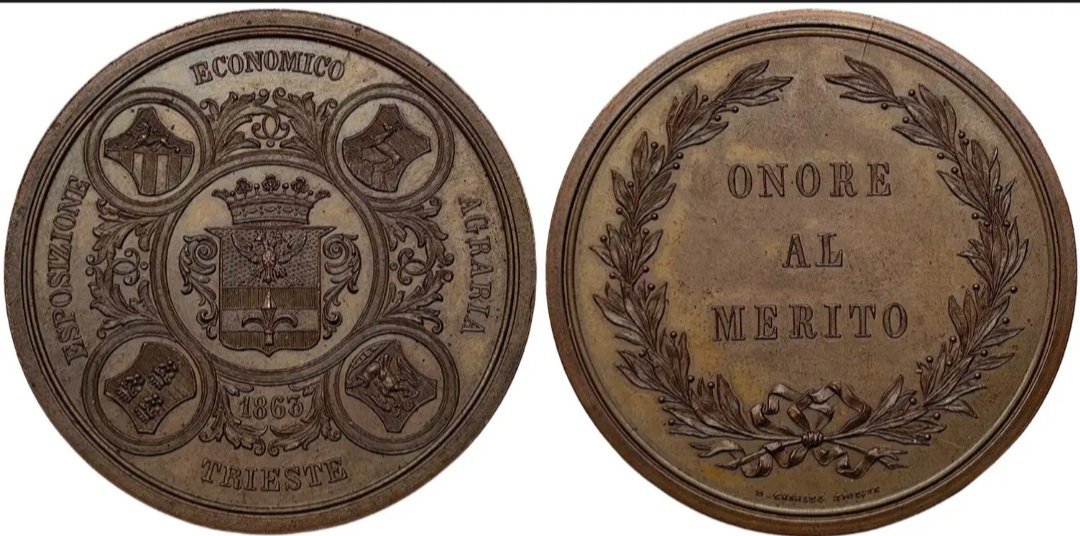 ESPOSIZIONE
ECONOMICO
AGRARIA
1863
TRIESTE
ONORE
AL
MERITO